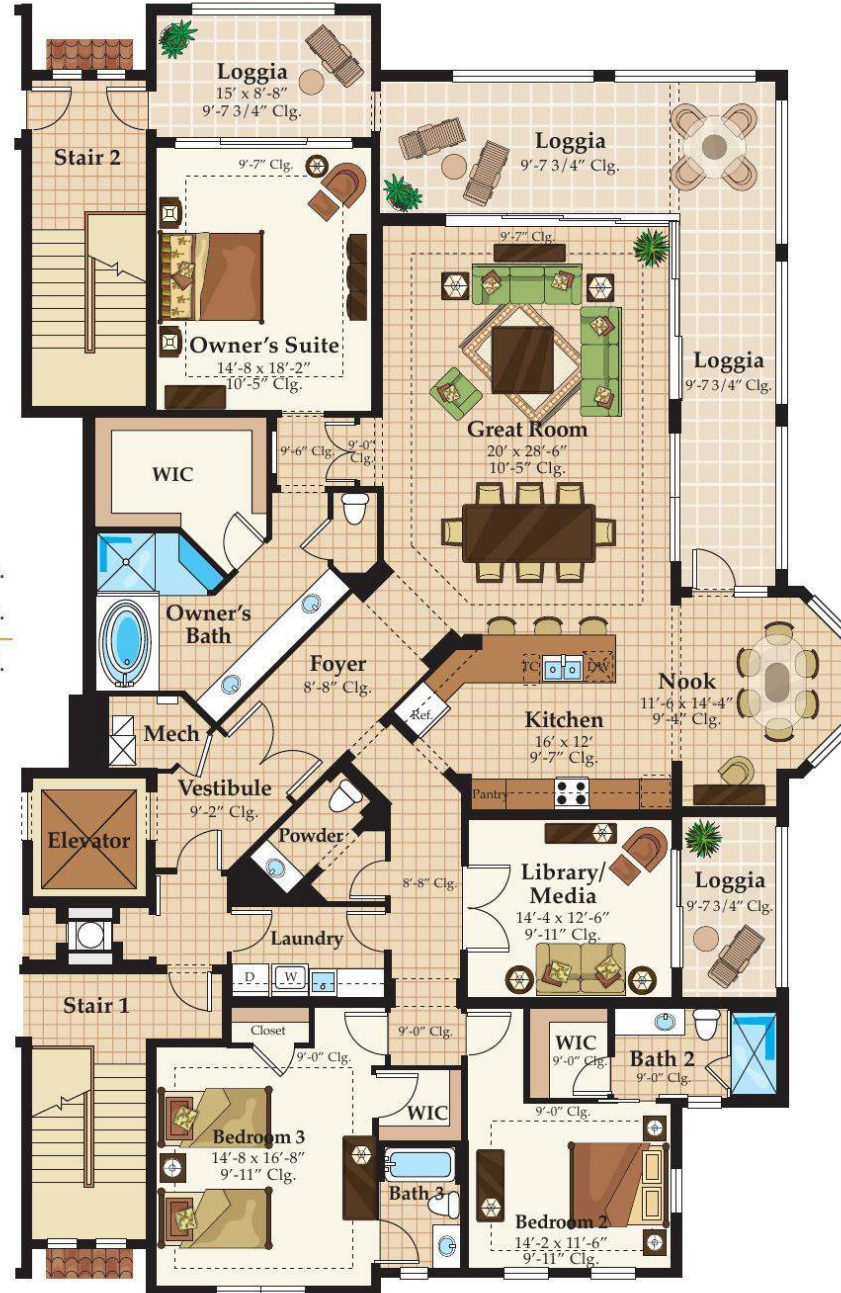 Loggia
15' x 8'-8"
9'-7 3/4" Clg.
Stair 2
Loggia
9'-7 3/4" Clg.
9'-7" Clg.
9'-7" Clg.
Owner's Suite
14'-8 x 18'-2"
10'-5" Clg.
Loggia
9'-7 3/4" Clg.
Great Room
20' x 28'-6"
10'-5" Clg.
9'-6" Clg.
9'-0"
Clg.
WIC
Owner's
Bath
Foyer
8'-8" Clg.
TC
DW
Nook
11'-6 x 14'-4"
9'-4" Clg.
Ref.
Kitchen
16' x 12'
9'-7" Clg.
Mech
Vestibule
9'-2" Clg.
Pantry
Elevator
Powder
8'-8" Clg.
Library/
Media
14'-4 x 12'-6"
9'-11" Clg.
Loggia
9'-7 3/4" Clg.
Laundry
D
W
Stair 1
Closet
9'-0" Clg.
9'-0" Clg.
WIC
9'-0" Clg.
Bath 2
9'-0" Clg.
9'-0" Clg.
WIC
Bedroom 3
14'-8 x 16'-8"
9'-11" Clg.
Bath 3
Bedroom 2
14'-2 x 11'-6"
9'-11" Clg.